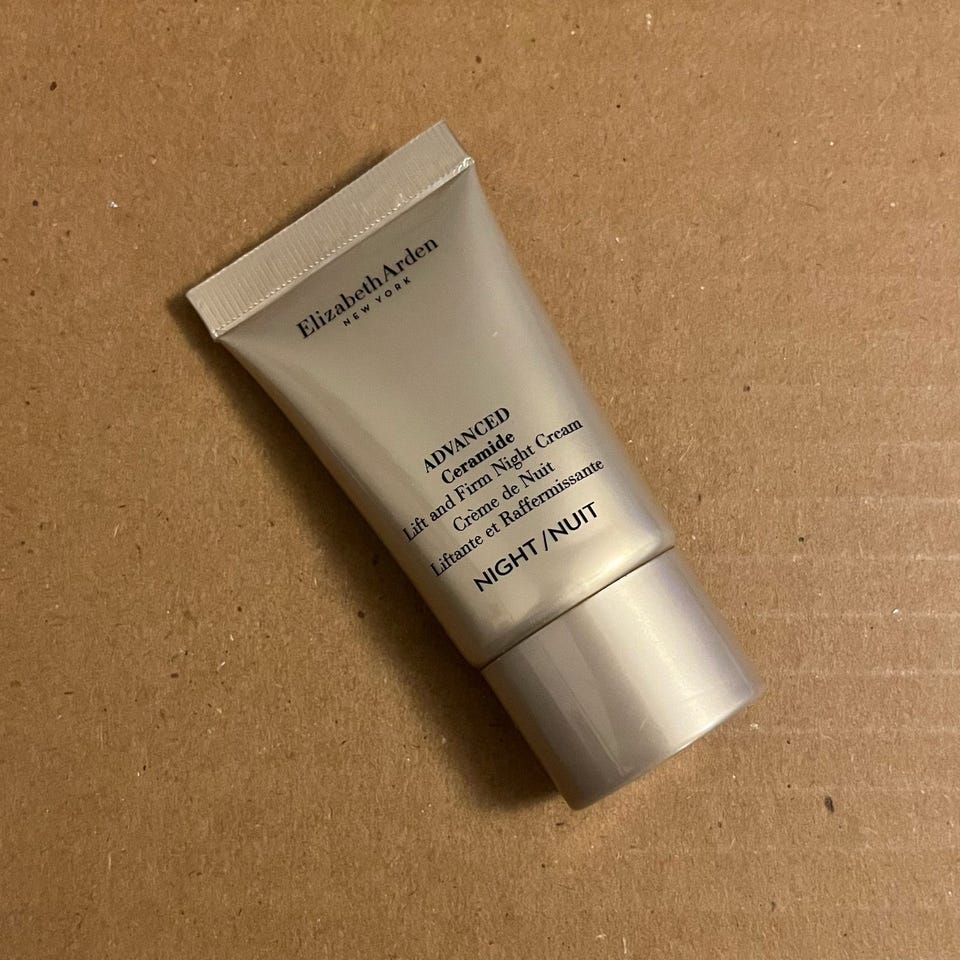 ElizabethArden
NEW YORK
ADVANCED
Ceramide
Lift and Firm Night Cream
Crème de Nuit
Liftante et Raffermissante
NIGHT/NUIT